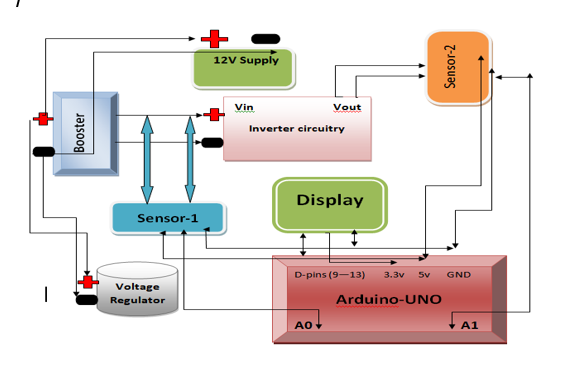 12V Supply
Sensor-2
Booster
Vin
Vout
Inverter circuitry
Sensor-1
Display
Voltage
Regulator
D-pins (9—13)
3.3v
5v
GND
Arduino-UNO
A0
A1